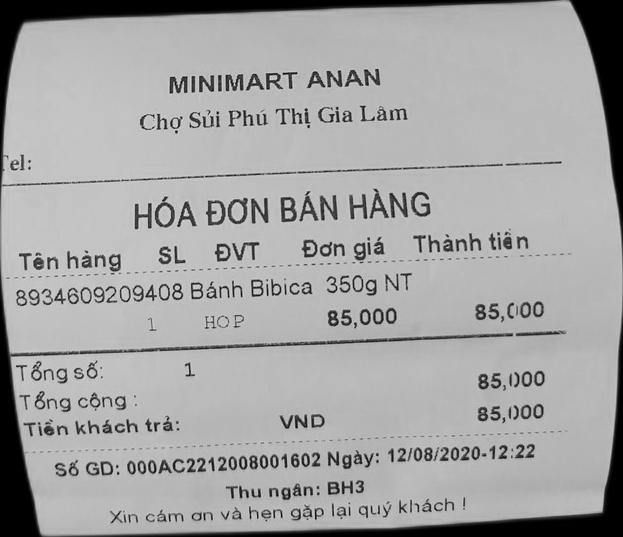 MINIMART ANAN
Chợ Sủi Phú Thị Gia Lâm
Tel:
HÓA ĐƠN BÁN HÀNG
Tên hàng SL ĐVT Đơn giá Thành tiền
8934609209408 Bánh Bibica 350g NT
1 HOP 85,000 85,000
Tổng số: 1
Tổng cộng : 85,000
Tiền khách trả: VND 85,000
Số GD: 000AC2212008001602 Ngày: 12/08/2020-12:22
Thu ngân: BH3
Xin cám ơn và hẹn gặp lại quý khách !